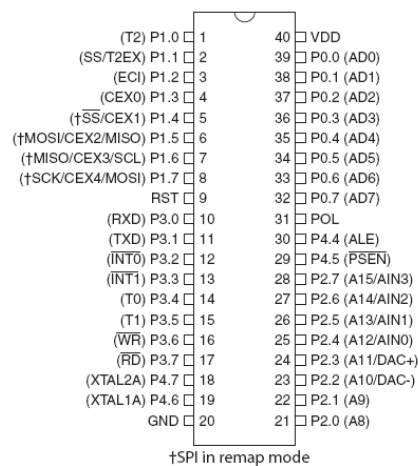 (T2) P1.0 1 40 VDD
(SS/T2EX) P1.1 2 39 P0.0 (AD0)
(ECI) P1.2 3 38 P0.1 (AD1)
(CEX0) P1.3 4 37 P0.2 (AD2)
(†S̅S̅/CEX1) P1.4 5 36 P0.3 (AD3)
(†MOSI/CEX2/MISO) P1.5 6 35 P0.4 (AD4)
(†MISO/CEX3/SCL) P1.6 7 34 P0.5 (AD5)
(†SCK/CEX4/MOSI) P1.7 8 33 P0.6 (AD6)
RST 9 32 P0.7 (AD7)
(RXD) P3.0 10 31 POL
(TXD) P3.1 11 30 P4.4 (ALE)
(I̅N̅T̅0̅) P3.2 12 29 P4.5 (P̅S̅E̅N̅)
(I̅N̅T̅1̅) P3.3 13 28 P2.7 (A15/AIN3)
(T0) P3.4 14 27 P2.6 (A14/AIN2)
(T1) P3.5 15 26 P2.5 (A13/AIN1)
(W̅R̅) P3.6 16 25 P2.4 (A12/AIN0)
(R̅D̅) P3.7 17 24 P2.3 (A11/DAC+)
(XTAL2A) P4.7 18 23 P2.2 (A10/DAC-)
(XTAL1A) P4.6 19 22 P2.1 (A9)
GND 20 21 P2.0 (A8)
†SPI in remap mode